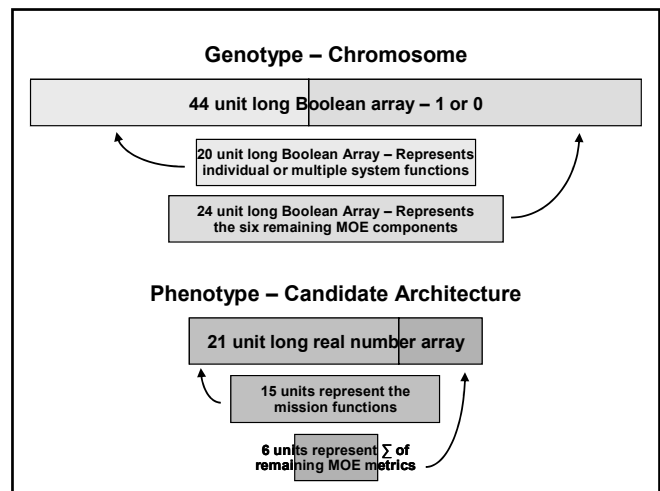 Genotype – Chromosome
44 unit long Boolean array – 1 or 0
20 unit long Boolean Array – Represents
individual or multiple system functions
24 unit long Boolean Array – Represents
the six remaining MOE components
Phenotype – Candidate Architecture
21 unit long real number array
15 units represent the
mission functions
6 units represent ∑ of
remaining MOE metrics